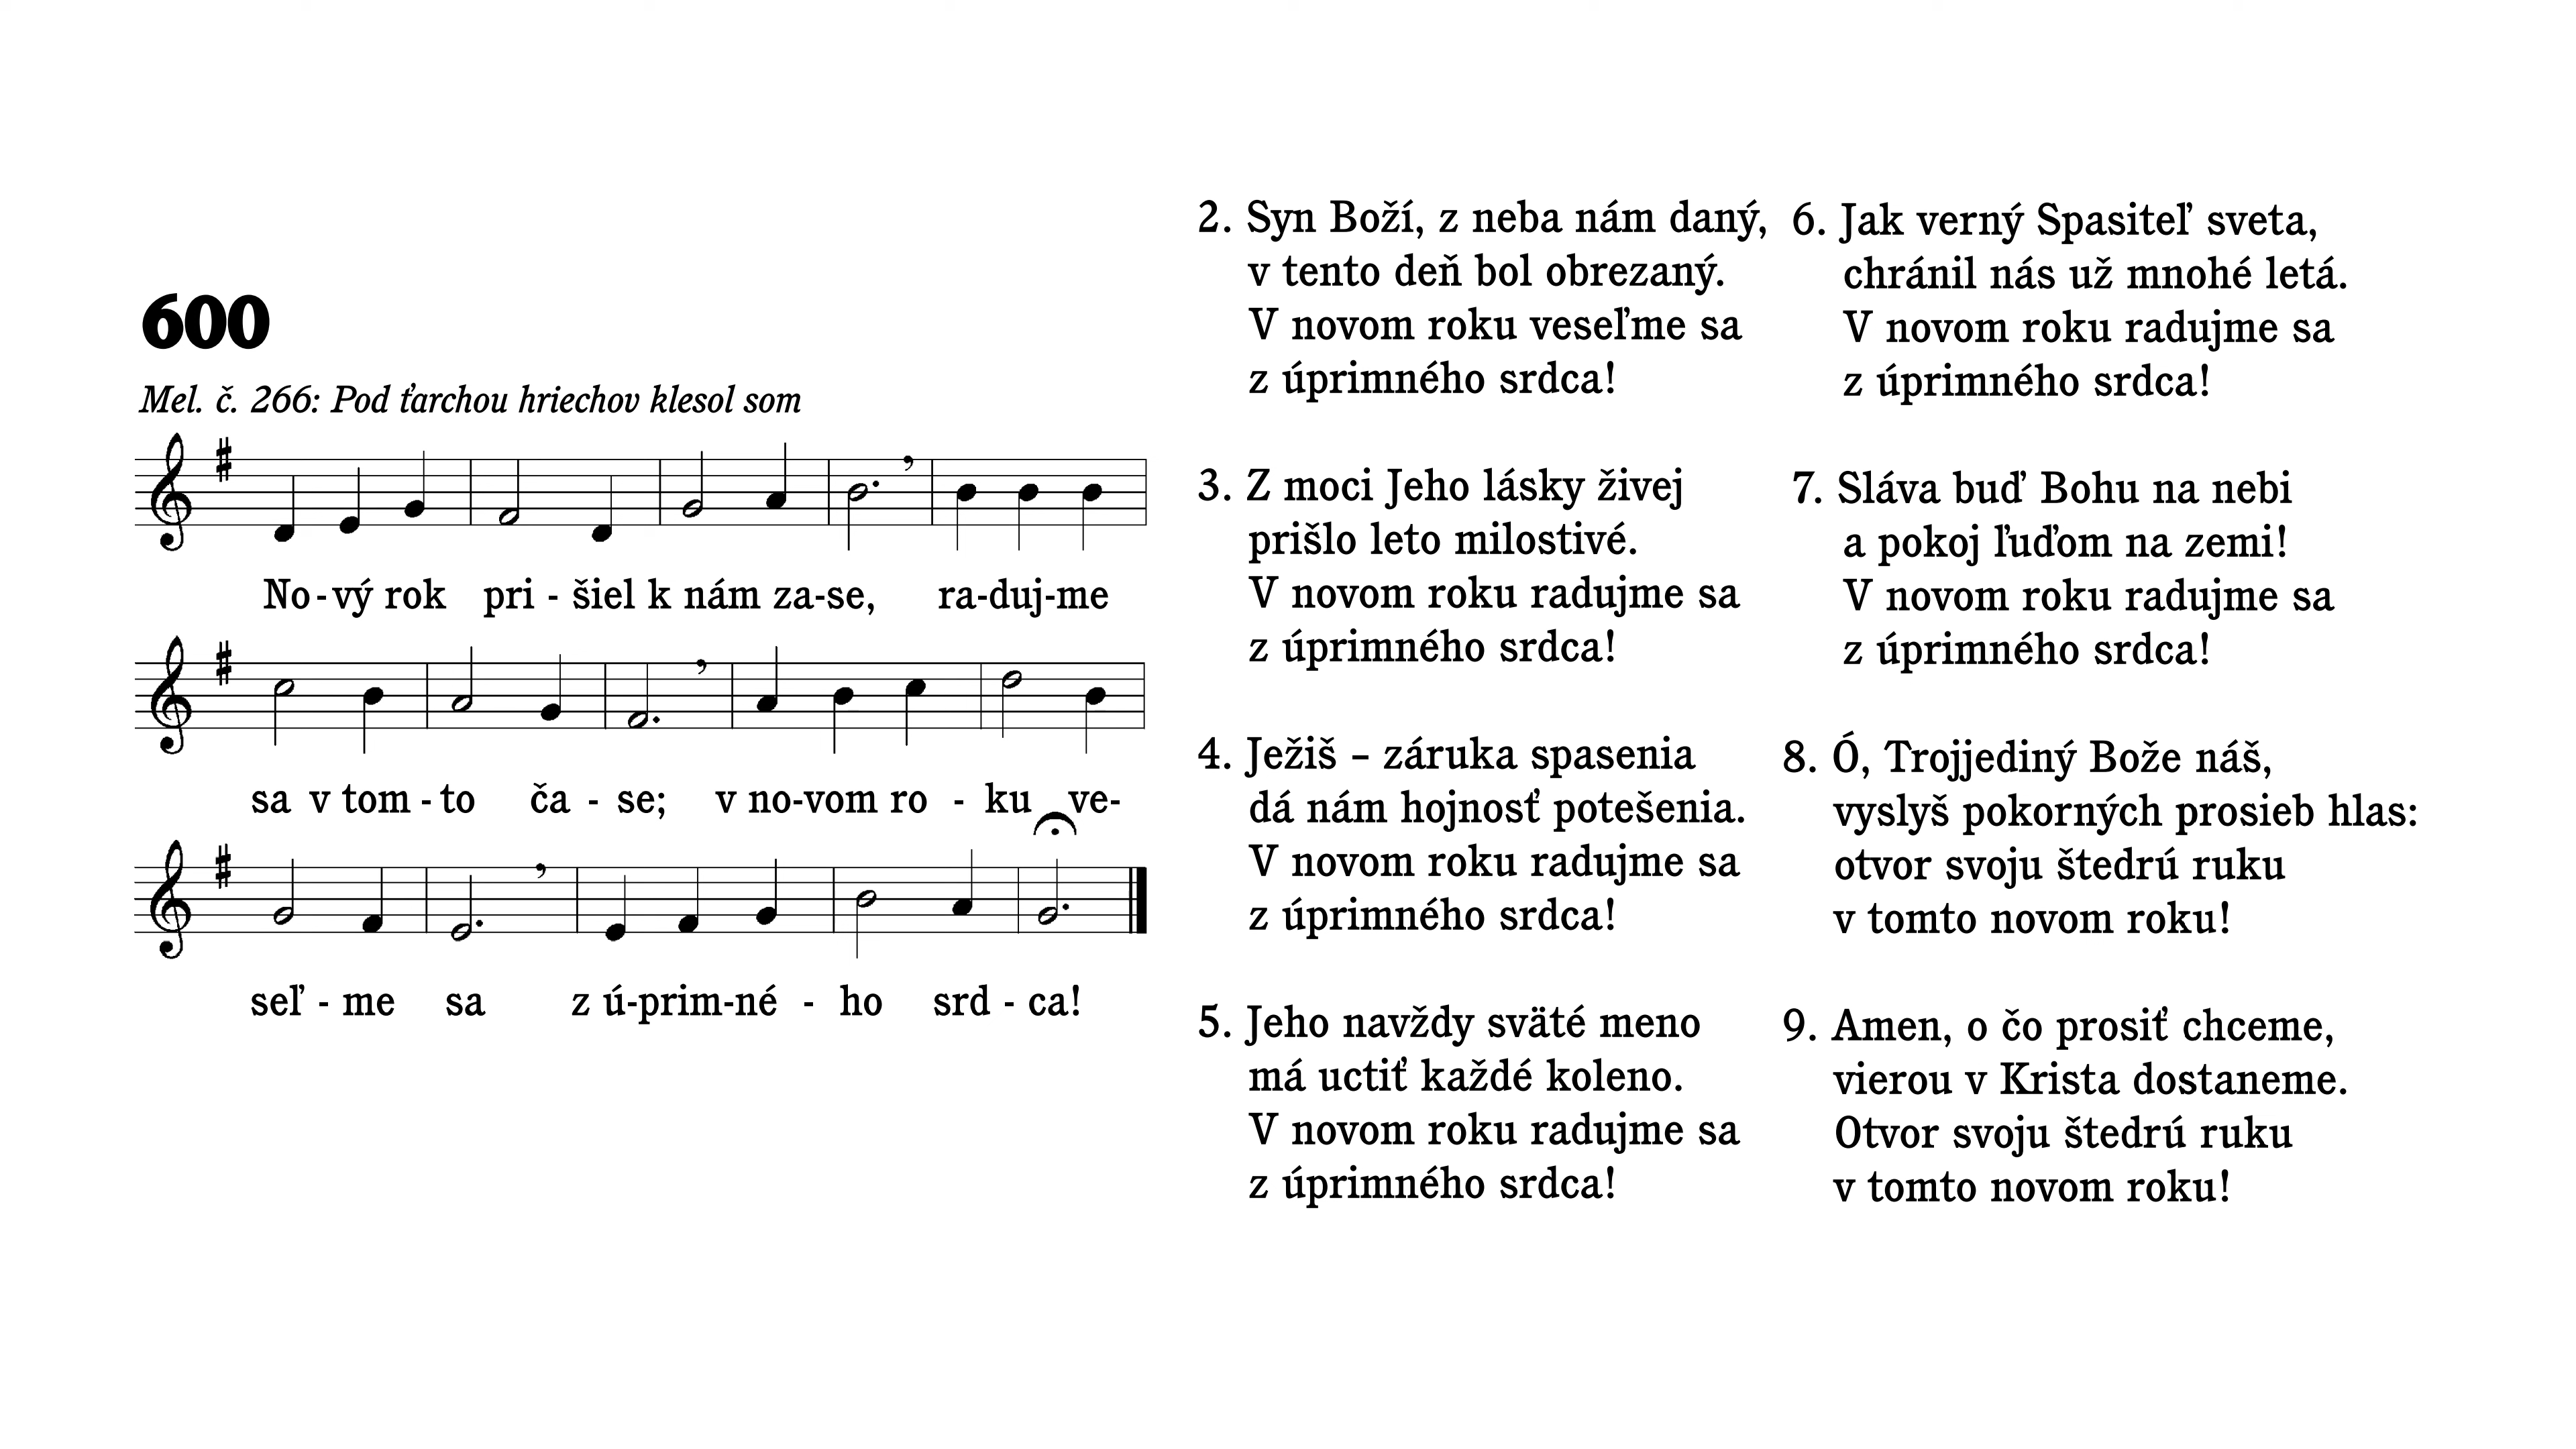 600
Mel. č. 266: Pod ťarchou hriechov klesol som
No-vý rok pri - šiel k nám za-se, ra-duj-me
sa v tom - to ča - se; v no-vom ro - ku ve-
seľ - me sa z ú-prim-né - ho srd - ca!
2. Syn Boží, z neba nám daný,
v tento deň bol obrezaný.
V novom roku veseľme sa
z úprimného srdca!
3. Z moci Jeho lásky živej
prišlo leto milostivé.
V novom roku radujme sa
z úprimného srdca!
4. Ježiš – záruka spasenia
dá nám hojnosť potešenia.
V novom roku radujme sa
z úprimného srdca!
5. Jeho navždy sväté meno
má uctiť každé koleno.
V novom roku radujme sa
z úprimného srdca!
6. Jak verný Spasiteľ sveta,
chránil nás už mnohé letá.
V novom roku radujme sa
z úprimného srdca!
7. Sláva buď Bohu na nebi
a pokoj ľuďom na zemi!
V novom roku radujme sa
z úprimného srdca!
8. Ó, Trojjediný Bože náš,
vyslyš pokorných prosieb hlas:
otvor svoju štedrú ruku
v tomto novom roku!
9. Amen, o čo prosiť chceme,
vierou v Krista dostaneme.
Otvor svoju štedrú ruku
v tomto novom roku!